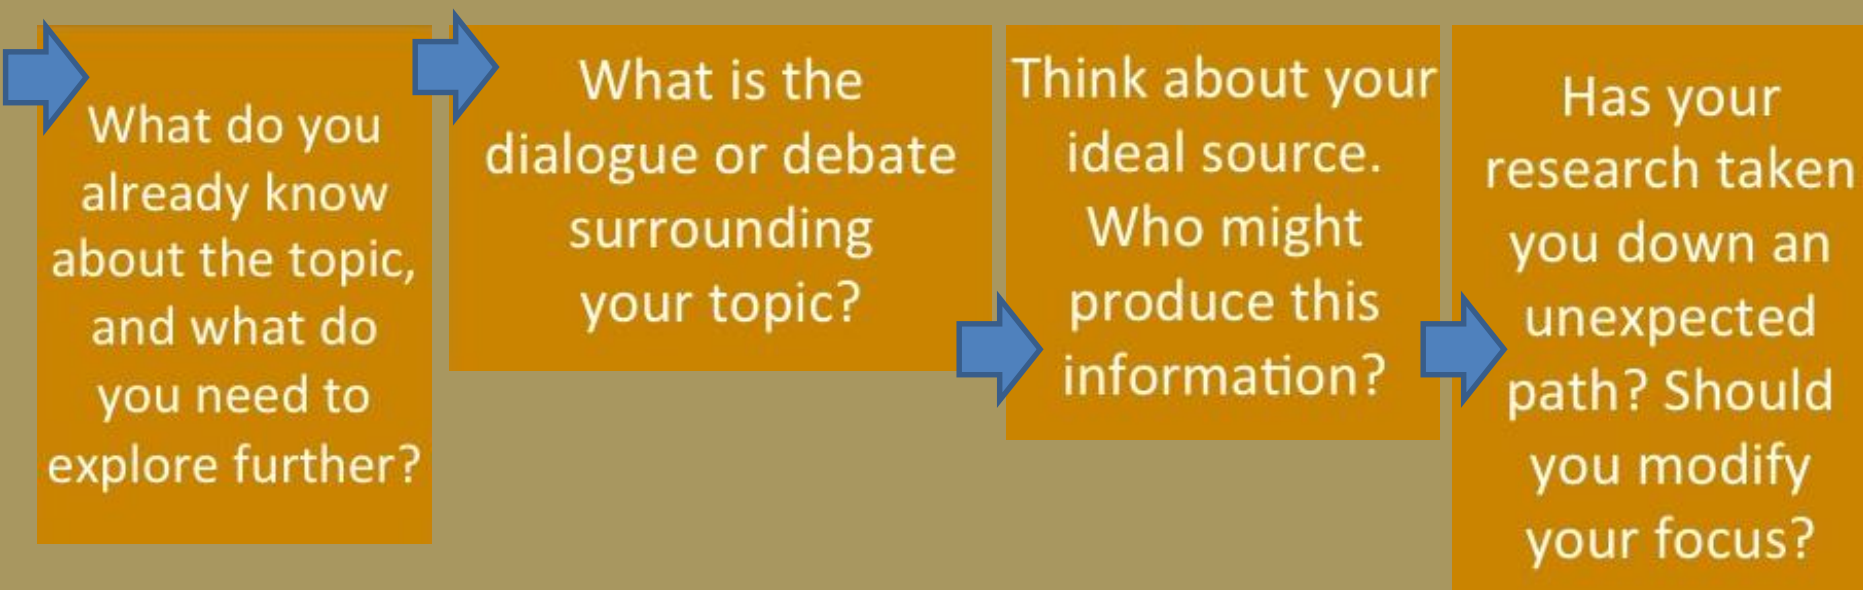 What do you
already know
about the topic,
and what do
you need to
explore further?
What is the
dialogue or debate
surrounding
your topic?
Think about your
ideal source.
Who might
produce this
information?
Has your
research taken
you down an
unexpected
path? Should
you modify
your focus?